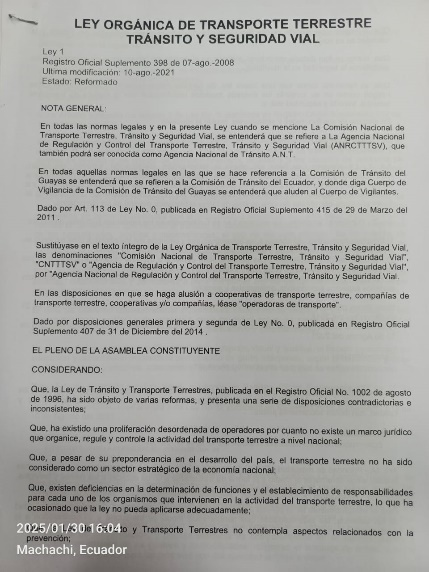 LEY ORGÁNICA DE TRANSPORTE TERRESTRE
TRÁNSITO Y SEGURIDAD VIAL
Ley 1
Registro Oficial Suplemento 398 de 07-ago.-2008
Ultima modificación: 10-ago.-2021
Estado: Reformado
NOTA GENERAL:
En todas las normas legales y en la presente Ley cuando se mencione La Comisión Nacional de
Transporte Terrestre, Tránsito y Seguridad Vial, se entenderá que se refiere a La Agencia Nacional
de Regulación y Control del Transporte Terrestre, Tránsito y Seguridad Vial (ANRCTTTSV), que
también podrá ser conocida como Agencia Nacional de Tránsito A.N.T.
En todas aquellas normas legales en las que se hace referencia a la Comisión de Tránsito del
Guayas se entenderá que se refieren a la Comisión de Tránsito del Ecuador, y donde diga Cuerpo de
Vigilancia de la Comisión de Tránsito del Guayas se entenderá que aluden al Cuerpo de Vigilantes.
Dado por Art. 113 de Ley No. 0, publicada en Registro Oficial Suplemento 415 de 29 de Marzo del
2011 .
Sustitúyase en el texto íntegro de la Ley Orgánica de Transporte Terrestre, Tránsito y Seguridad Vial,
las denominaciones "Comisión Nacional de Transporte Terrestre, Tránsito y Seguridad Vial",
"CNTTTSV" o "Agencia de Regulación y Control del Transporte Terrestre, Tránsito y Seguridad Vial",
por "Agencia Nacional de Regulación y Control del Transporte Terrestre, Tránsito y Seguridad Vial.
En las disposiciones en que se haga alusión a cooperativas de transporte terrestre, compañías de
transporte terrestre, cooperativas y/o compañías, léase "operadoras de transporte".
Dado por disposiciones generales primera y segunda de Ley No. 0, publicada en Registro Oficial
Suplemento 407 de 31 de Diciembre del 2014 .
EL PLENO DE LA ASAMBLEA CONSTITUYENTE
CONSIDERANDO:
Que, la Ley de Tránsito y Transporte Terrestres, publicada en el Registro Oficial No. 1002 de agosto
de 1996, ha sido objeto de varias reformas, y presenta una serie de disposiciones contradictorias e
inconsistentes;
Que, ha existido una proliferación desordenada de operadores por cuanto no existe un marco jurídico
que organice, regule y controle la actividad del transporte terrestre a nivel nacional;
Que, a pesar de su preponderancia en el desarrollo del país, el transporte terrestre no ha sido
considerado como un sector estratégico de la economía nacional;
Que, existen deficiencias en la determinación de funciones y el establecimiento de responsabilidades
para cada uno de los organismos que intervienen en la actividad del transporte terrestre, lo que ha
ocasionado que la ley no pueda aplicarse adecuadamente;
y Transporte Terrestres no contempla aspectos relacionados con la
prevención;
2025/01/30 16:04
Machachi, Ecuador